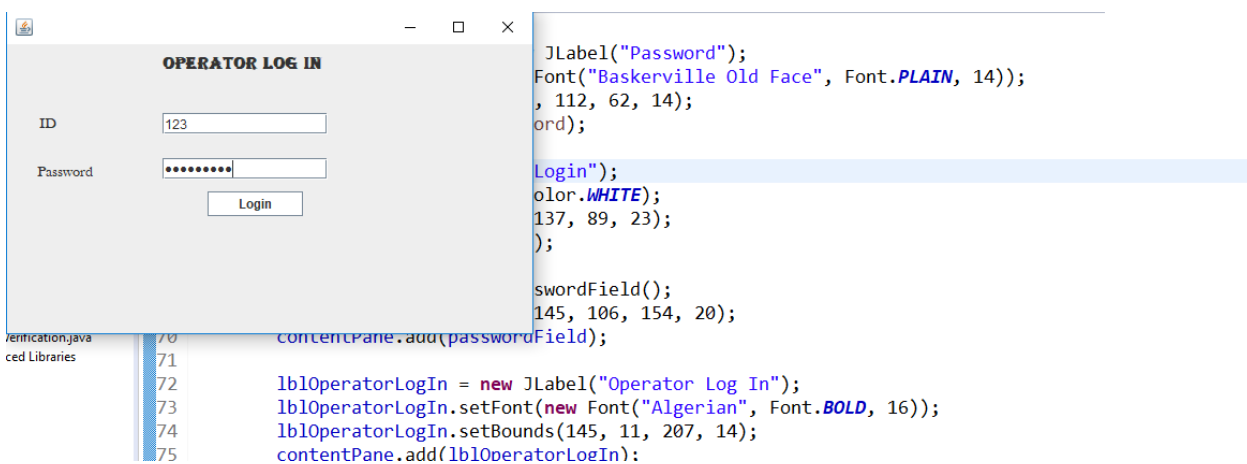 OPERATOR LOG IN
ID
123
Password
Login
JLabel("Password");
Font("Baskerville Old Face", Font.PLAIN, 14));
, 112, 62, 14);
ord);
Login");
olor.WHITE);
137, 89, 23);
);
swordField();
145, 106, 154, 20);
verification.java
ced Libraries
70 contentPane.add(passwordField);
71
72 lblOperatorLogIn = new JLabel("Operator Log In");
73 lblOperatorLogIn.setFont(new Font("Algerian", Font.BOLD, 16));
74 lblOperatorLogIn.setBounds(145, 11, 207, 14);
75 contentPane.add(lblOperatorLogIn);